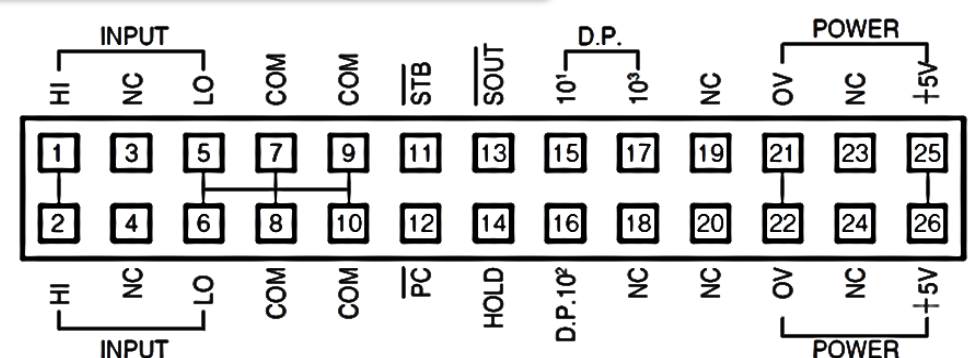 INPUT D.P. POWER
HI NC LO COM COM STB SOUT 10¹ 10³ NC OV NC +5V
1 3 5 7 9 11 13 15 17 19 21 23 25
2 4 6 8 10 12 14 16 18 20 22 24 26
HI NC LO COM COM PC HOLD D.P.10² NC NC OV NC +5V
INPUT POWER